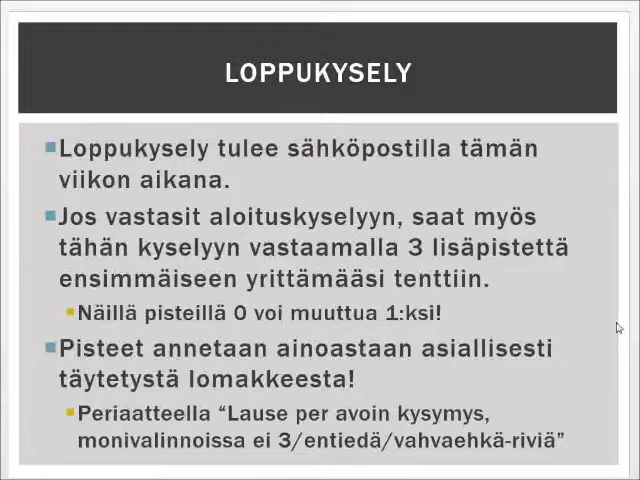 LOPPUKYSELY
Loppukysely tulee sähköpostilla tämän
viikon aikana.
Jos vastasit aloituskyselyyn, saat myös
tähän kyselyyn vastaamalla 3 lisäpistettä
ensimmäiseen yrittämääsi tenttiin.
Näillä pisteillä 0 voi muuttua 1:ksi!
Pisteet annetaan ainoastaan asiallisesti
täytetystä lomakkeesta!
Periaatteella “Lause per avoin kysymys,
monivalinnoissa ei 3/entiedä/vahvaehkä-riviä”